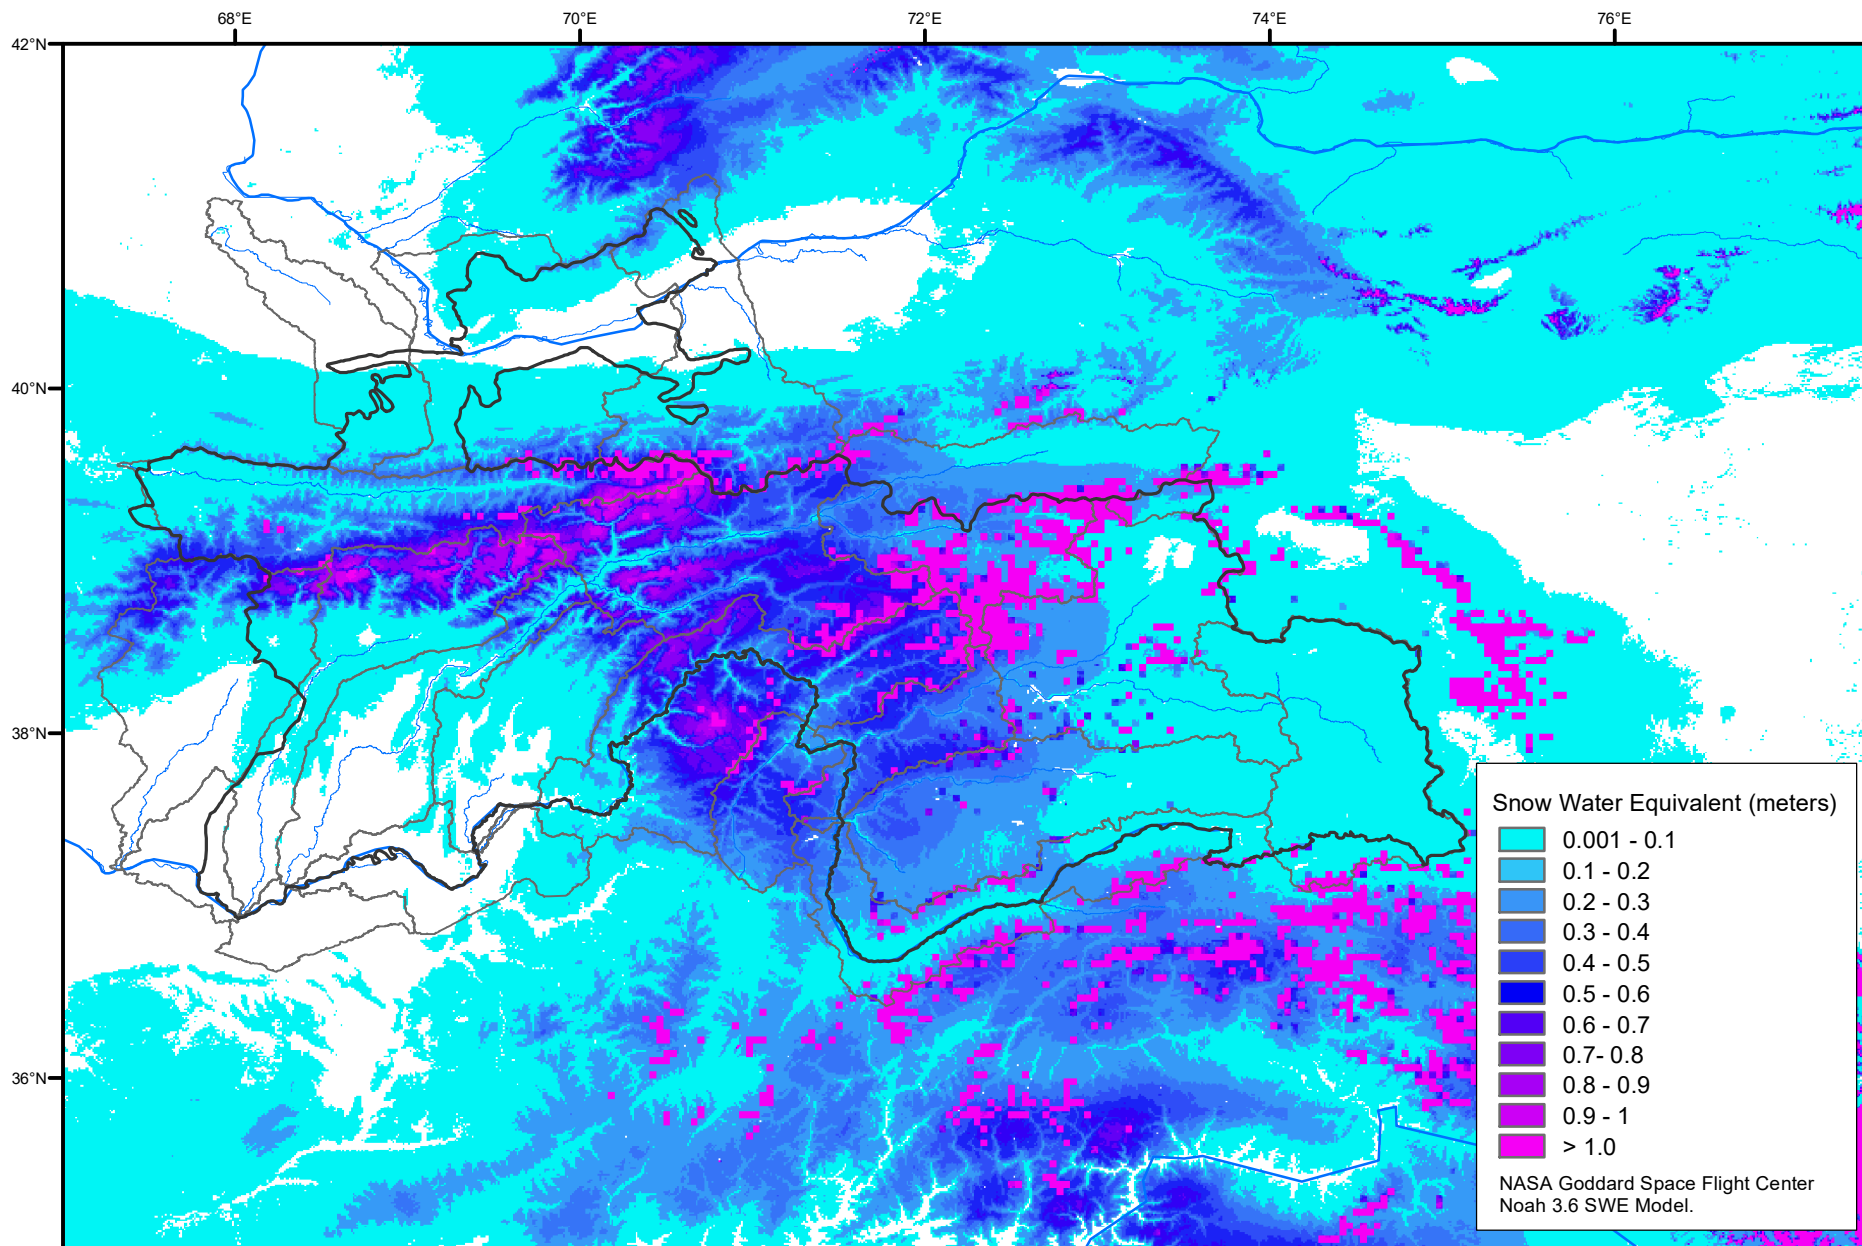 68°E
70°E
72°E
74°E
76°E
42°N
40°N
38°N
36°N
Snow Water Equivalent (meters)
0.001 - 0.1
0.1 - 0.2
0.2 - 0.3
0.3 - 0.4
0.4 - 0.5
0.5 - 0.6
0.6 - 0.7
0.7- 0.8
0.8 - 0.9
0.9 - 1
> 1.0
NASA Goddard Space Flight Center
Noah 3.6 SWE Model.